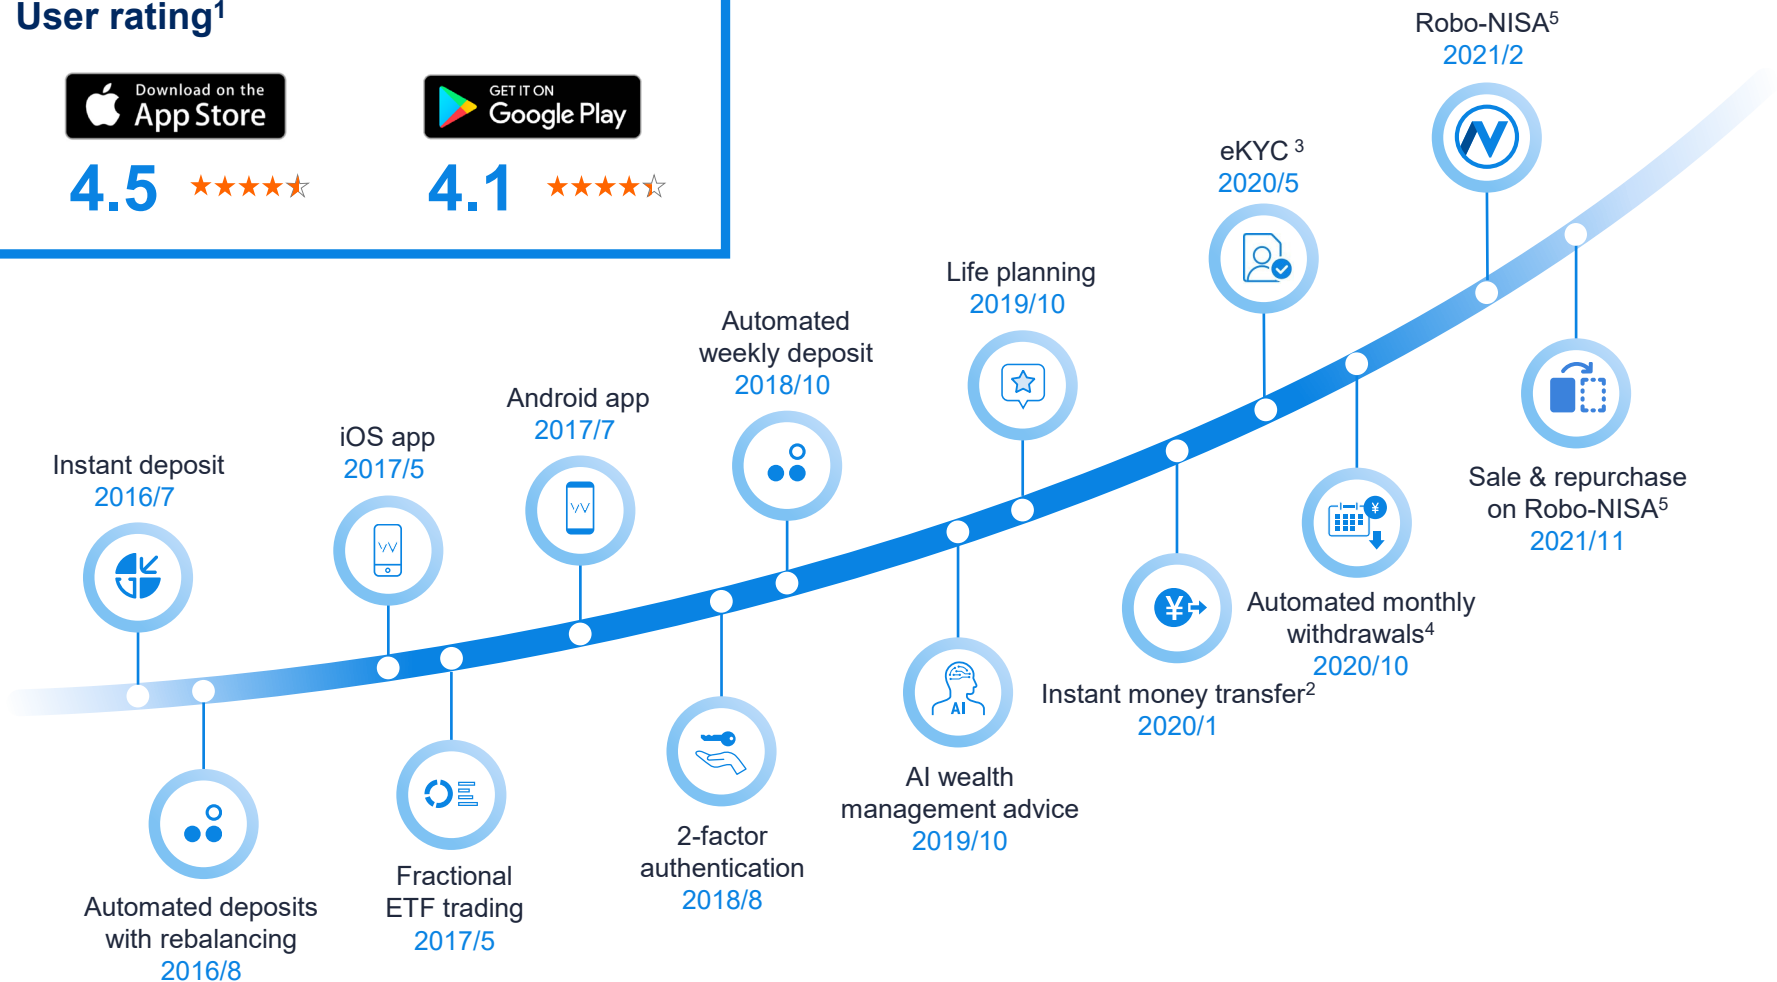 User rating¹
Download on the
App Store
GET IT ON
Google Play
4.5
4.1
Instant deposit
2016/7
Automated deposits
with rebalancing
2016/8
iOS app
2017/5
Fractional
ETF trading
2017/5
Android app
2017/7
2-factor
authentication
2018/8
Automated
weekly deposit
2018/10
AI
AI wealth
management advice
2019/10
Life planning
2019/10
¥
Instant money transfer²
2020/1
eKYC ³
2020/5
¥
Automated monthly
withdrawals⁴
2020/10
Robo-NISA⁵
2021/2
Sale & repurchase
on Robo-NISA⁵
2021/11